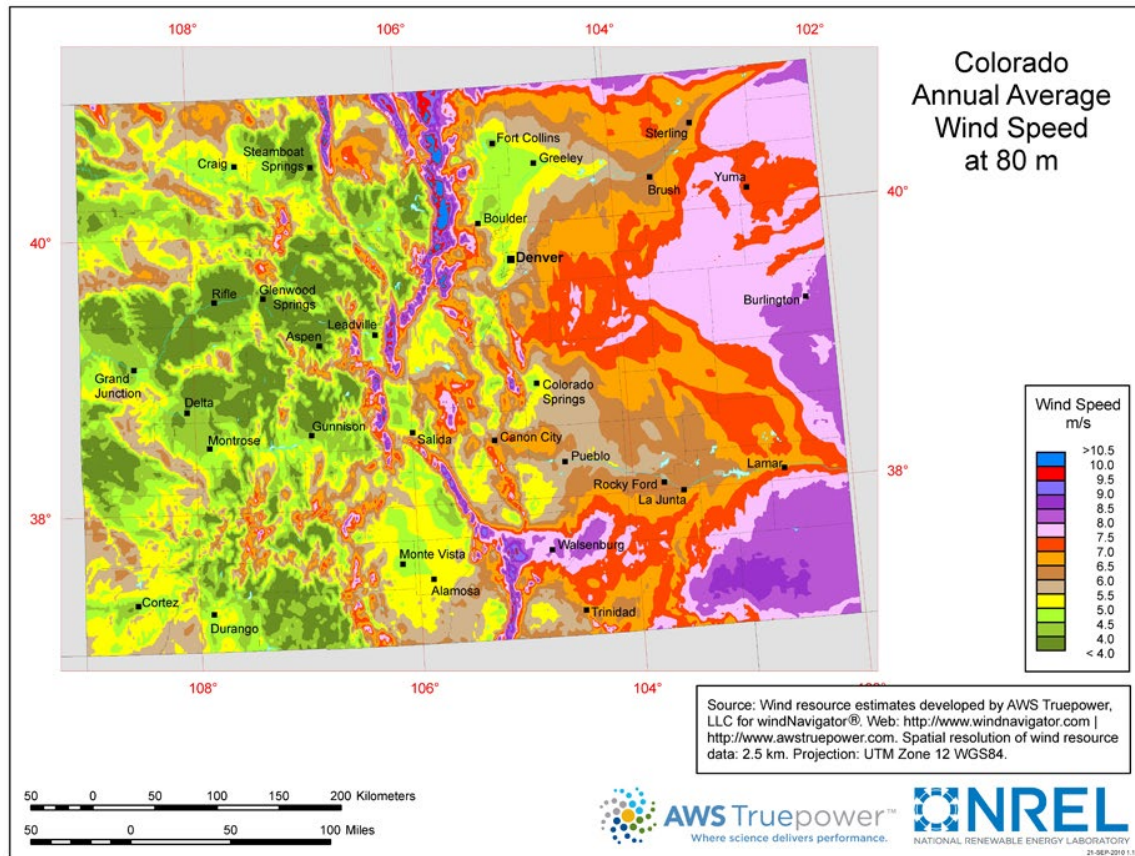 Colorado
Annual Average
Wind Speed
at 80 m
108°
106°
104°
102°
40°
38°
40°
38°
108°
106°
104°
Sterling
Fort Collins
Greeley
Steamboat
Springs
Craig
Brush
Yuma
Boulder
Denver
Burlington
Rifle
Glenwood
Springs
Leadville
Aspen
Grand
Junction
Colorado
Springs
Delta
Gunnison
Montrose
Salida
Canon City
Pueblo
Rocky Ford
La Junta
Lamar
Walsenburg
Monte Vista
Alamosa
Trinidad
Cortez
Durango
Wind Speed
m/s
>10.5
10.0
9.5
9.0
8.5
8.0
7.5
7.0
6.5
6.0
5.5
5.0
4.5
4.0
< 4.0
Source: Wind resource estimates developed by AWS Truepower,
LLC for windNavigator®. Web: http://www.windnavigator.com |
http://www.awstruepower.com. Spatial resolution of wind resource
data: 2.5 km. Projection: UTM Zone 12 WGS84.
50 0 50 100 150 200 Kilometers
50 0 50 100 Miles
AWS Truepower™
Where science delivers performance.
NREL
NATIONAL RENEWABLE ENERGY LABORATORY